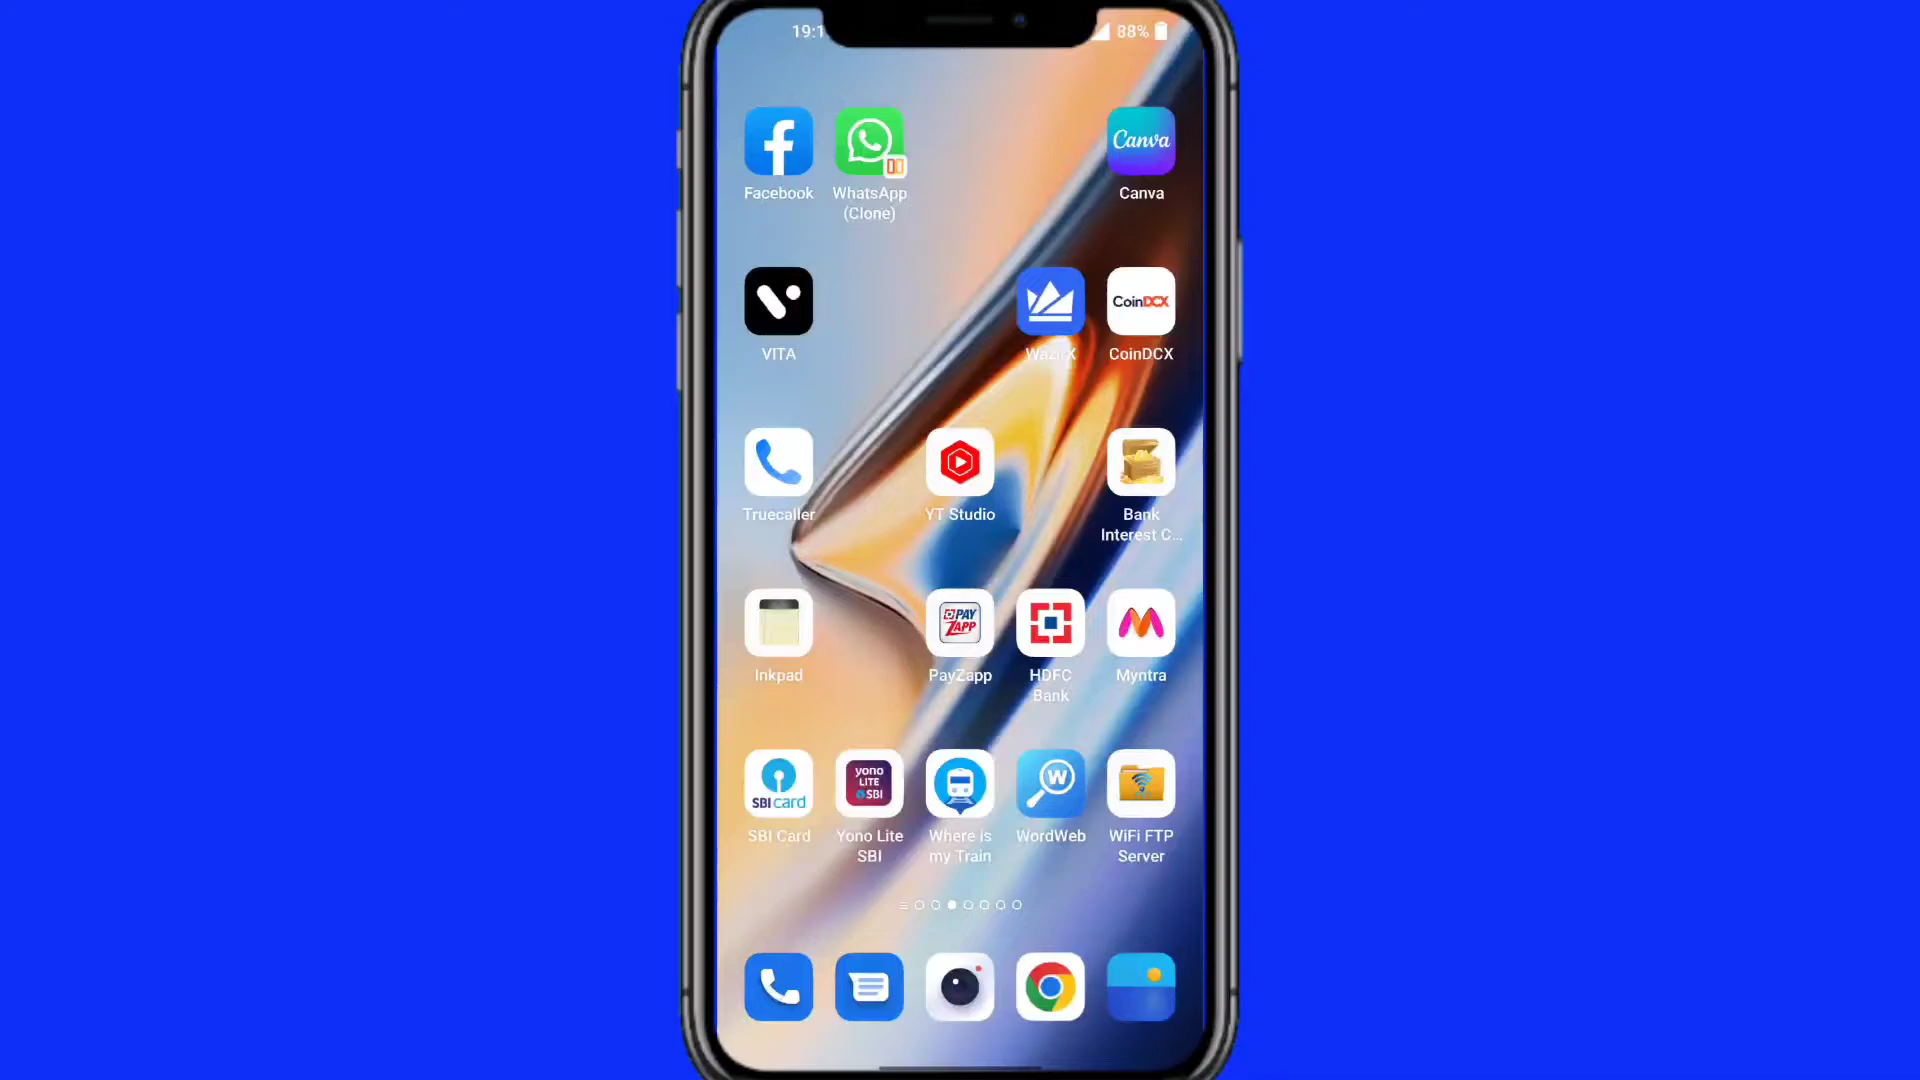 19:1
88%
Canva
Facebook
WhatsApp
(Clone)
Canva
CoinDCX
VITA
WazirX
CoinDCX
Truecaller
YT Studio
Bank
Interest C...
PAY
ZAPP
Inkpad
PayZapp
HDFC
Bank
Myntra
SBI card
yono
LITE
SBI
W
SBI Card
Yono Lite
SBI
Where is
my Train
WordWeb
WiFi FTP
Server